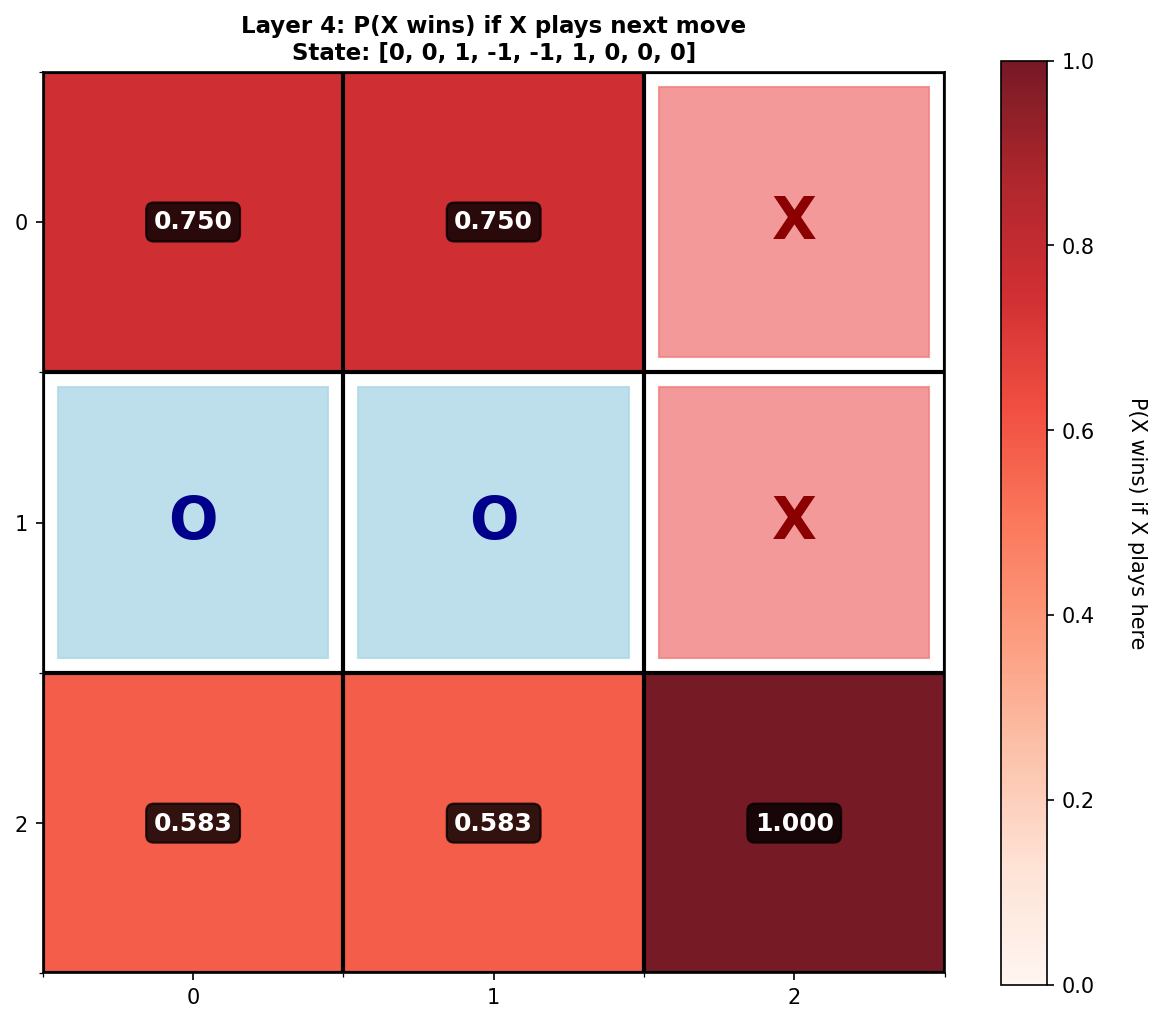 Layer 4: P(X wins) if X plays next move
State: [0, 0, 1, -1, -1, 1, 0, 0, 0]
1.0
0.8
0.6
0.4
0.2
0.0
P(X wins) if X plays here
0
0.750
0.750
X
1
O
O
X
2
0.583
0.583
1.000
0
1
2